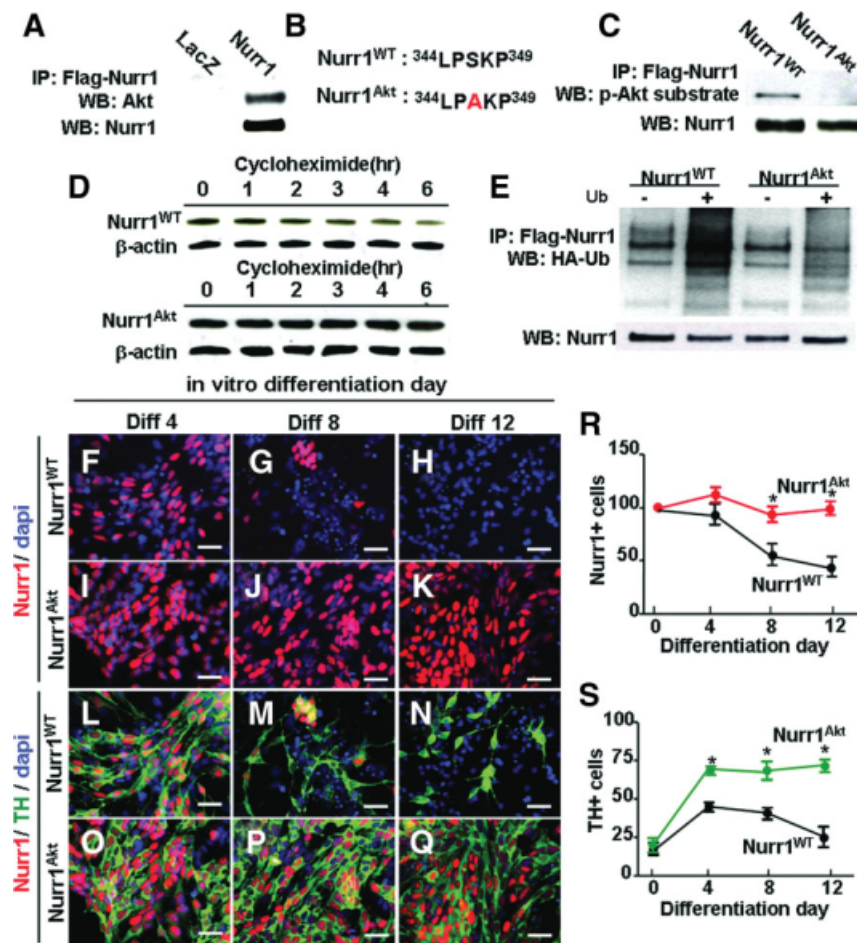 A
LacZ
Nurr1
IP: Flag-Nurr1
WB: Akt
WB: Nurr1
B
Nurr1WT : 344LPSKP349
Nurr1Akt : 344LPAKP349
C
Nurr1WT
Nurr1Akt
IP: Flag-Nurr1
WB: p-Akt substrate
WB: Nurr1
D
Cycloheximide(hr)
0 1 2 3 4 6
Nurr1WT
β-actin
Cycloheximide(hr)
0 1 2 3 4 6
Nurr1Akt
β-actin
E
Nurr1WT Nurr1Akt
Ub - + - +
IP: Flag-Nurr1
WB: HA-Ub
WB: Nurr1
in vitro differentiation day
Diff 4 Diff 8 Diff 12
Nurr1/ dapi
Nurr1WT
F G H
Nurr1Akt
I J K
Nurr1/ TH / dapi
Nurr1WT
L M N
Nurr1Akt
O P Q
R
Nurr1+ cells
150
100
50
0 4 8 12
Differentiation day
Nurr1Akt
* *
Nurr1WT
S
TH+ cells
100
75
50
25
0
0 4 8 12
Differentiation day
Nurr1Akt
* * *
Nurr1WT